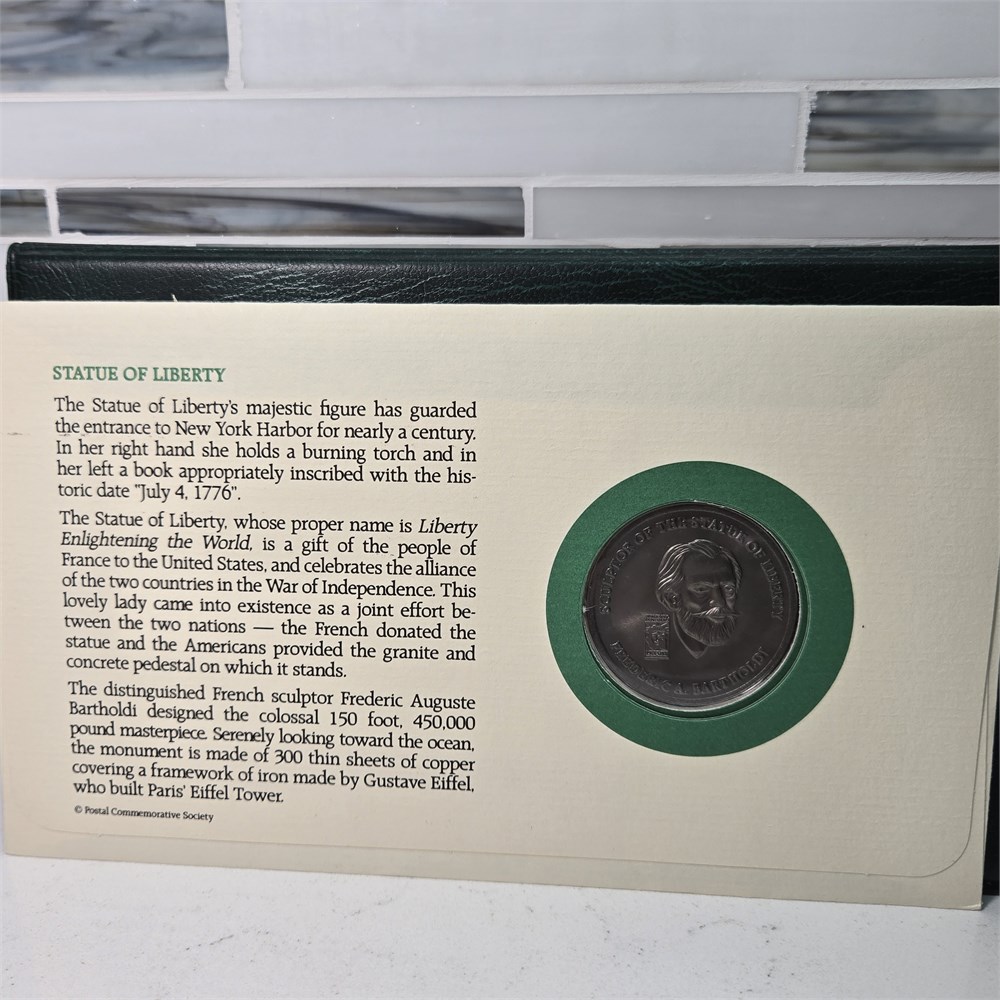 STATUE OF LIBERTY
The Statue of Liberty's majestic figure has guarded
the entrance to New York Harbor for nearly a century.
In her right hand she holds a burning torch and in
her left a book appropriately inscribed with the his-
toric date "July 4, 1776".
The Statue of Liberty, whose proper name is Liberty
Enlightening the World, is a gift of the people of
France to the United States, and celebrates the alliance
of the two countries in the War of Independence. This
lovely lady came into existence as a joint effort be-
tween the two nations — the French donated the
statue and the Americans provided the granite and
concrete pedestal on which it stands.
The distinguished French sculptor Frederic Auguste
Bartholdi designed the colossal 150 foot, 450,000
pound masterpiece. Serenely looking toward the ocean,
the monument is made of 300 thin sheets of copper
covering a framework of iron made by Gustave Eiffel,
who built Paris' Eiffel Tower.
© Postal Commemorative Society
SCULPTOR OF THE STATUE OF LIBERTY
FREDERIC A. BARTHOLDI